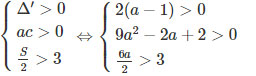 { Δ′ > 0 ⇔ { 2(a − 1) > 0
ac > 0 9a² − 2a + 2 > 0
S/2 > 3 6a/2 > 3